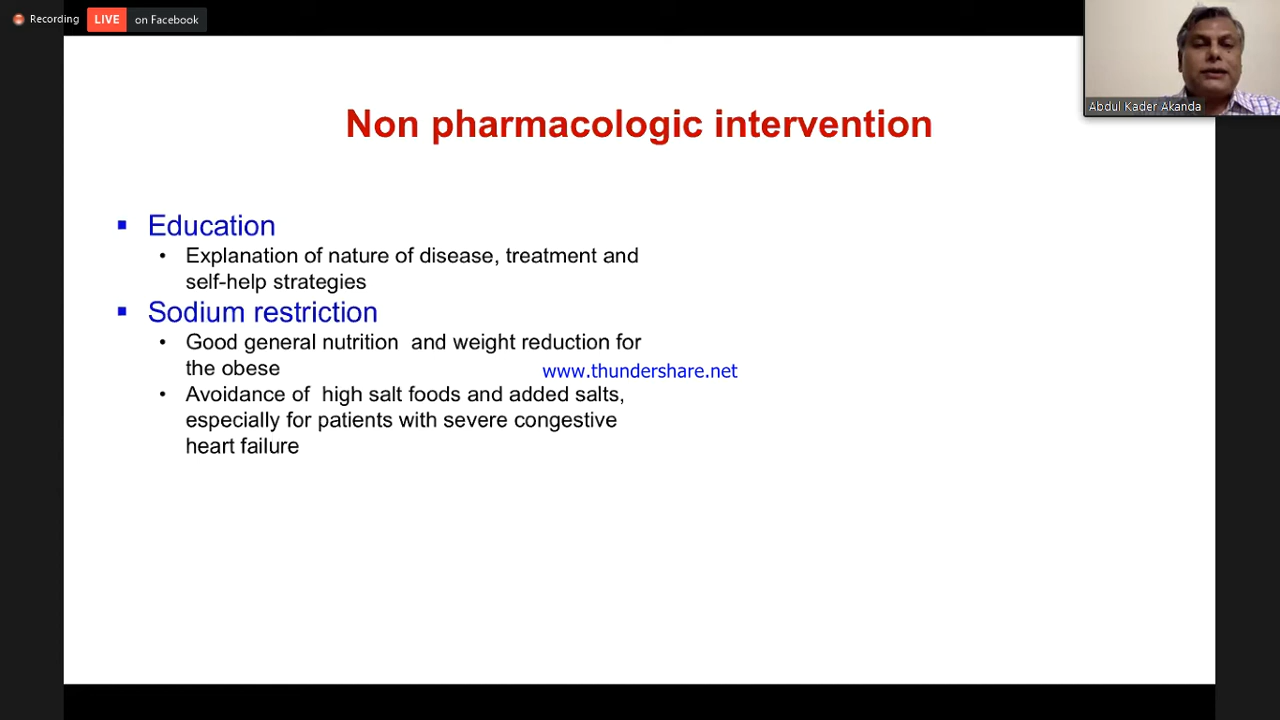 Recording LIVE on Facebook
Abdul Kader Akanda
Non pharmacologic intervention
▪ Education
• Explanation of nature of disease, treatment and
self-help strategies
▪ Sodium restriction
• Good general nutrition and weight reduction for
the obese
www.thundershare.net
• Avoidance of high salt foods and added salts,
especially for patients with severe congestive
heart failure